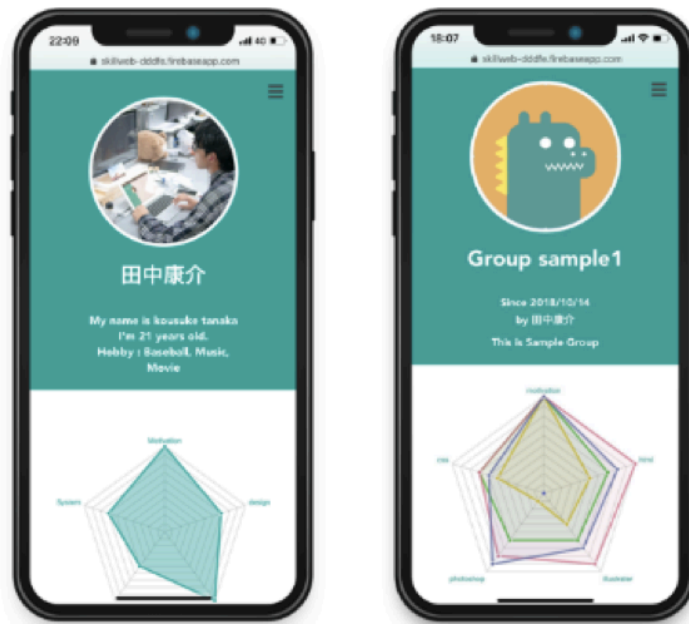 22:09
4G
skillweb-dddfe.firebaseapp.com
田中康介
My name is kousuke tanaka
I'm 21 years old.
Hobby : Baseball, Music,
Movie
Motivation
System
design
18:07
skillweb-dddfe.firebaseapp.com
Group sample1
Since 2018/10/14
by 田中康介
This is Sample Group
motivation
css
html
photoshop
illustrater